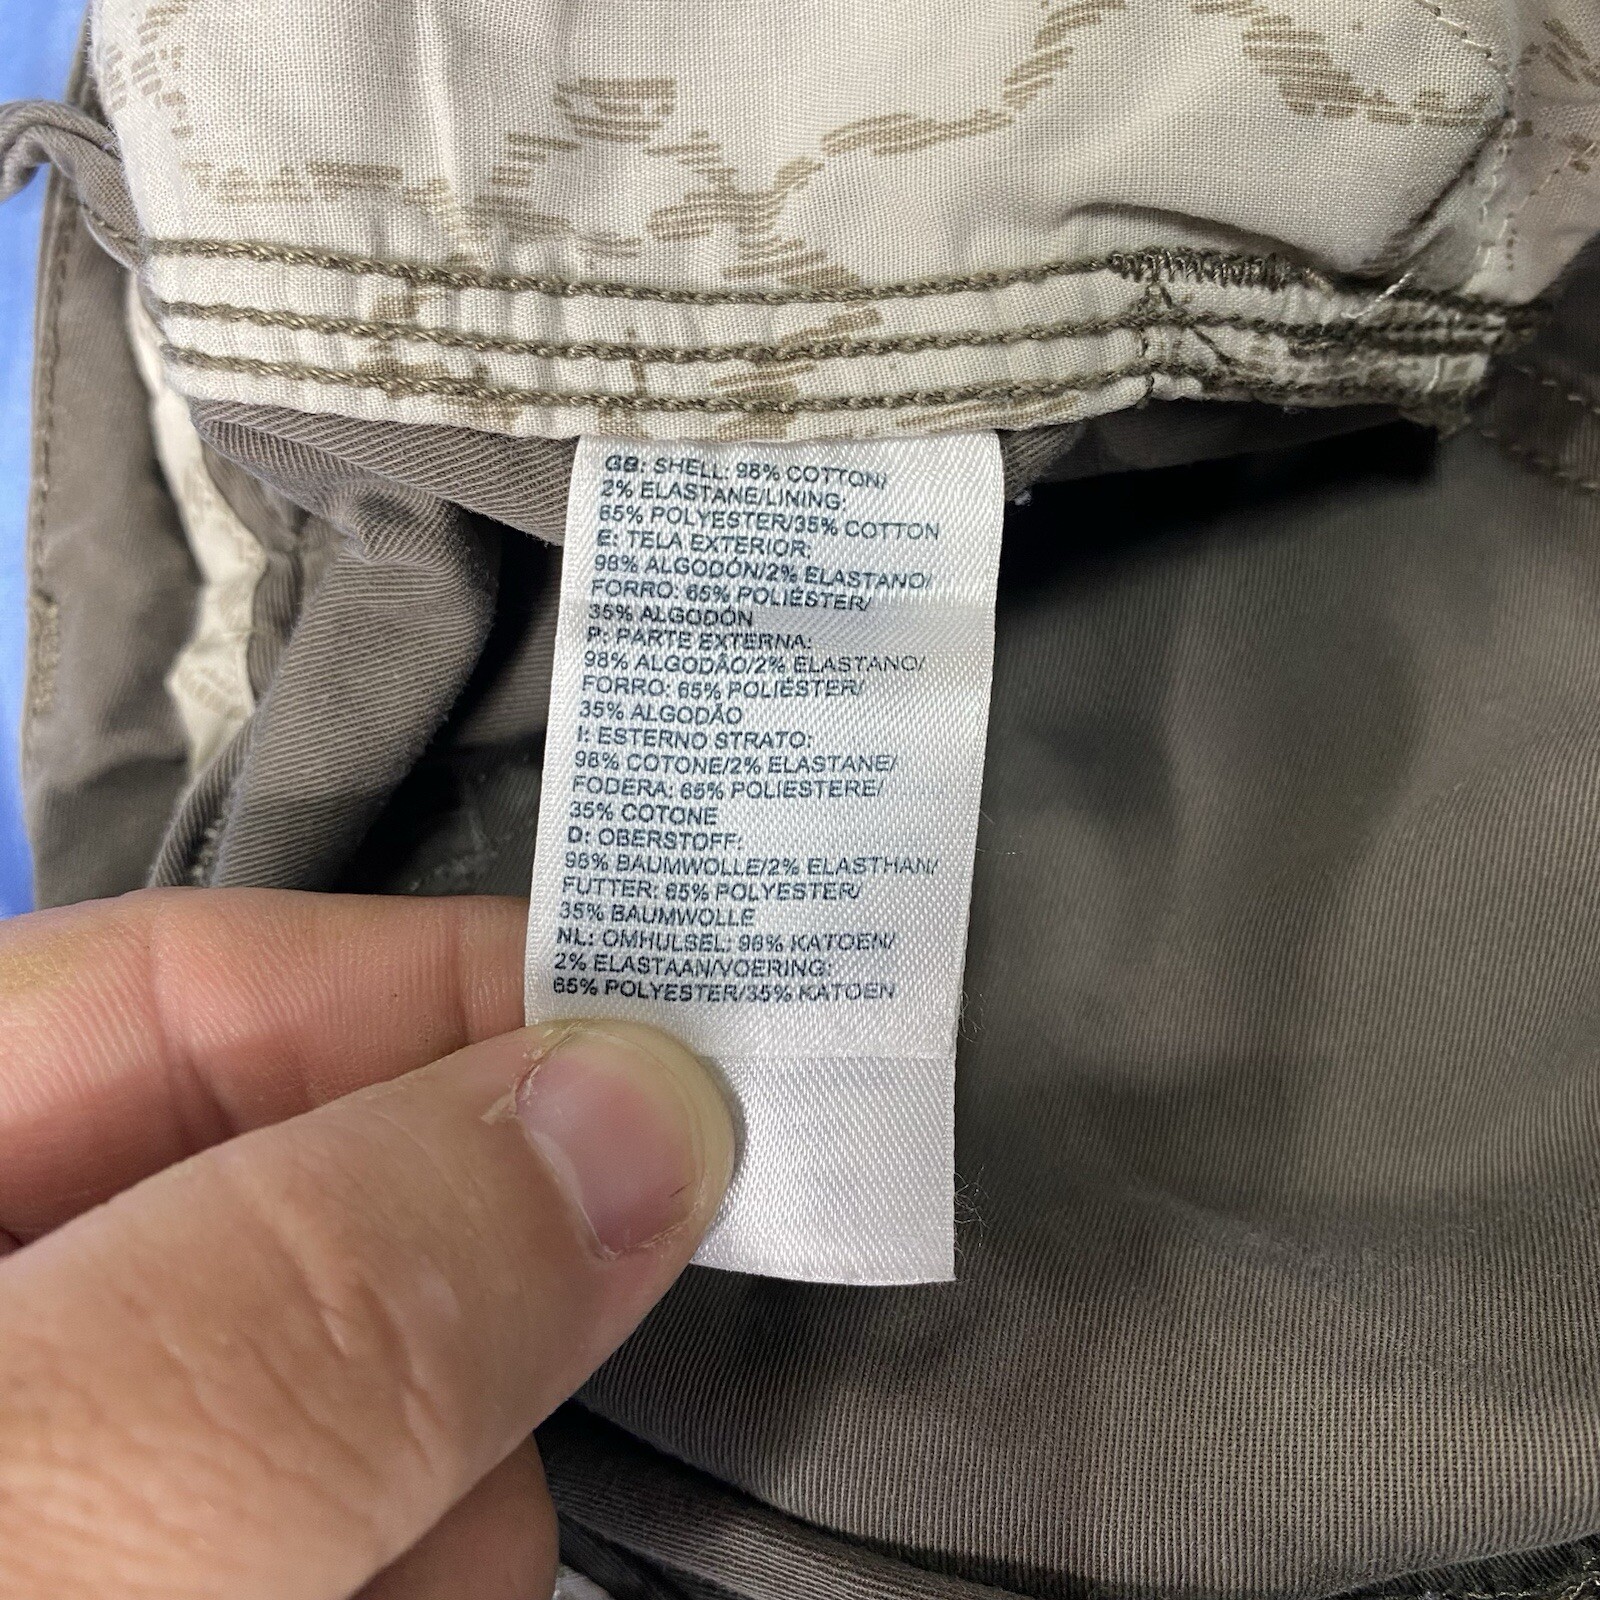 GB: SHELL: 98% COTTON/
2% ELASTANE/LINING:
65% POLYESTER/35% COTTON
E: TELA EXTERIOR:
98% ALGODÓN/2% ELASTANO/
FORRO: 65% POLIÉSTER/
35% ALGODÓN
P: PARTE EXTERNA:
98% ALGODÃO/2% ELASTANO/
FORRO: 65% POLIÉSTER/
35% ALGODÃO
I: ESTERNO STRATO:
98% COTONE/2% ELASTANE/
FODERA: 65% POLIESTERE/
35% COTONE
D: OBERSTOFF:
98% BAUMWOLLE/2% ELASTHAN/
FUTTER: 65% POLYESTER/
35% BAUMWOLLE
NL: OMHULSEL: 98% KATOEN/
2% ELASTAAN/VOERING:
65% POLYESTER/35% KATOEN